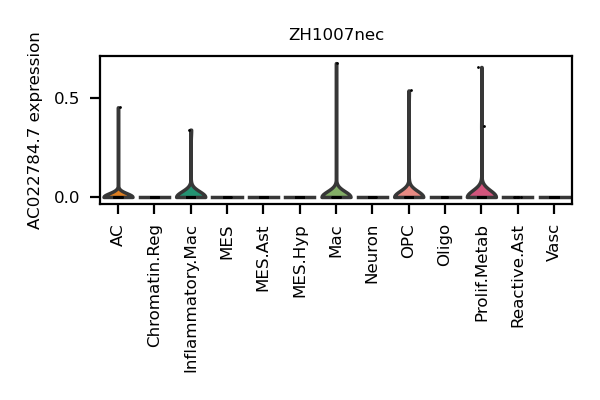 ZH1007nec
AC022784.7 expression
0.5
0.0
AC
Chromatin.Reg
Inflammatory.Mac
MES
MES.Ast
MES.Hyp
Mac
Neuron
OPC
Oligo
Prolif.Metab
Reactive.Ast
Vasc